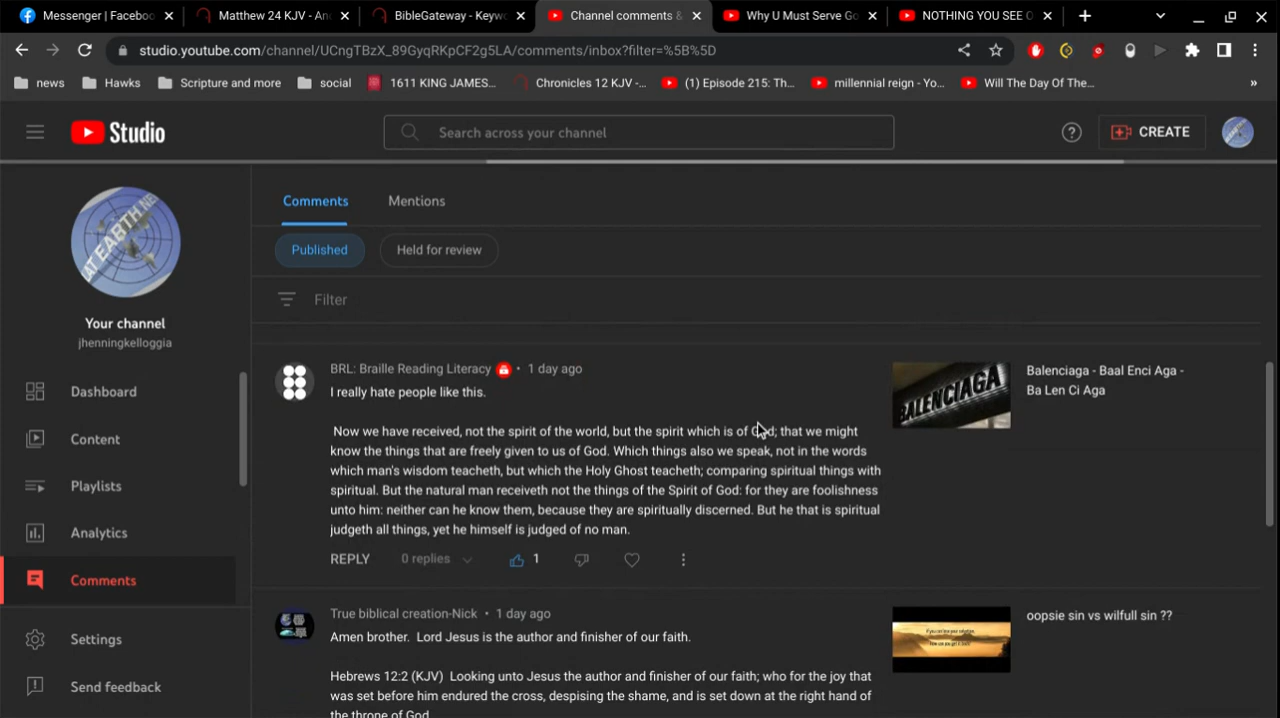 Messenger | Faceboo
Matthew 24 KJV - An
BibleGateway - Keyw
Channel comments &
Why U Must Serve Go
NOTHING YOU SEE O
studio.youtube.com/channel/UCngTBzX_89GyqRKpCF2g5LA/comments/inbox?filter=%5B%5D
news
Hawks
Scripture and more
social
1611 KING JAMES...
Chronicles 12 KJV -...
(1) Episode 215: Th...
millennial reign - Yo...
Will The Day Of The...
»
Studio
Search across your channel
CREATE
AT EARTH NE
Your channel
jhenningkelloggia
Dashboard
Content
Playlists
Analytics
Comments
Settings
Send feedback
Comments
Mentions
Published
Held for review
Filter
BRL: Braille Reading Literacy • 1 day ago
I really hate people like this.
Now we have received, not the spirit of the world, but the spirit which is of God; that we might
know the things that are freely given to us of God. Which things also we speak, not in the words
which man's wisdom teacheth, but which the Holy Ghost teacheth; comparing spiritual things with
spiritual. But the natural man receiveth not the things of the Spirit of God: for they are foolishness
unto him: neither can he know them, because they are spiritually discerned. But he that is spiritual
judgeth all things, yet he himself is judged of no man.
REPLY
0 replies
1
BALENCIAGA
Balenciaga - Baal Enci Aga -
Ba Len Ci Aga
True biblical creation-Nick • 1 day ago
Amen brother. Lord Jesus is the author and finisher of our faith.
Hebrews 12:2 (KJV) Looking unto Jesus the author and finisher of our faith; who for the joy that
was set before him endured the cross, despising the shame, and is set down at the right hand of
the throne of God
oopsie sin vs wilfull sin ??